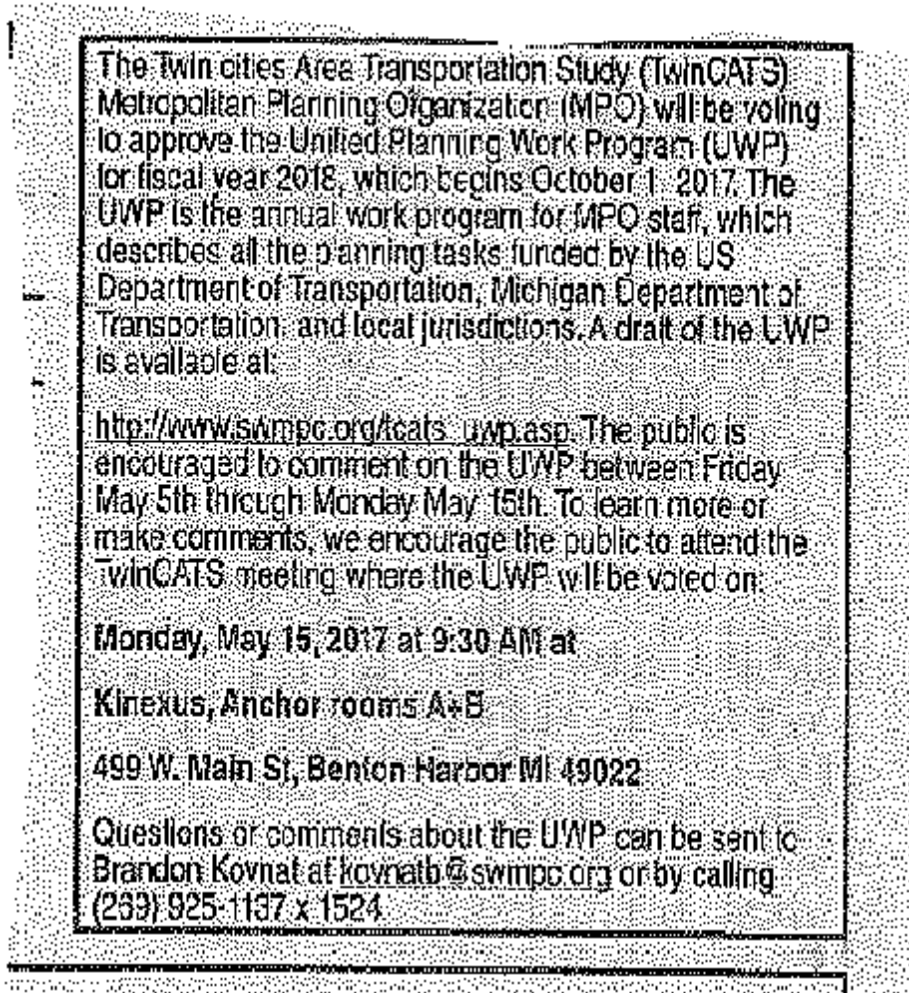 The Twin cities Area Transportation Study (TwinCATS)
Metropolitan Planning Organization (MPO) will be voting
to approve the Unified Planning Work Program (UWP)
for fiscal year 2018, which begins October 1, 2017. The
UWP is the annual work program for MPO staff, which
describes all the planning tasks funded by the US
Department of Transportation, Michigan Department of
Transportation, and local jurisdictions. A draft of the UWP
is available at:
http://www.swmpc.org/tcats_uwp.asp. The public is
encouraged to comment on the UWP between Friday
May 5th through Monday May 15th. To learn more or
make comments, we encourage the public to attend the
TwinCATS meeting where the UWP will be voted on:
Monday, May 15, 2017 at 9:30 AM at
Kinexus, Anchor rooms A+B
499 W. Main St, Benton Harbor MI 49022
Questions or comments about the UWP can be sent to
Brandon Kovnat at kovnatb@swmpc.org or by calling
(269) 925-1137 x 1524